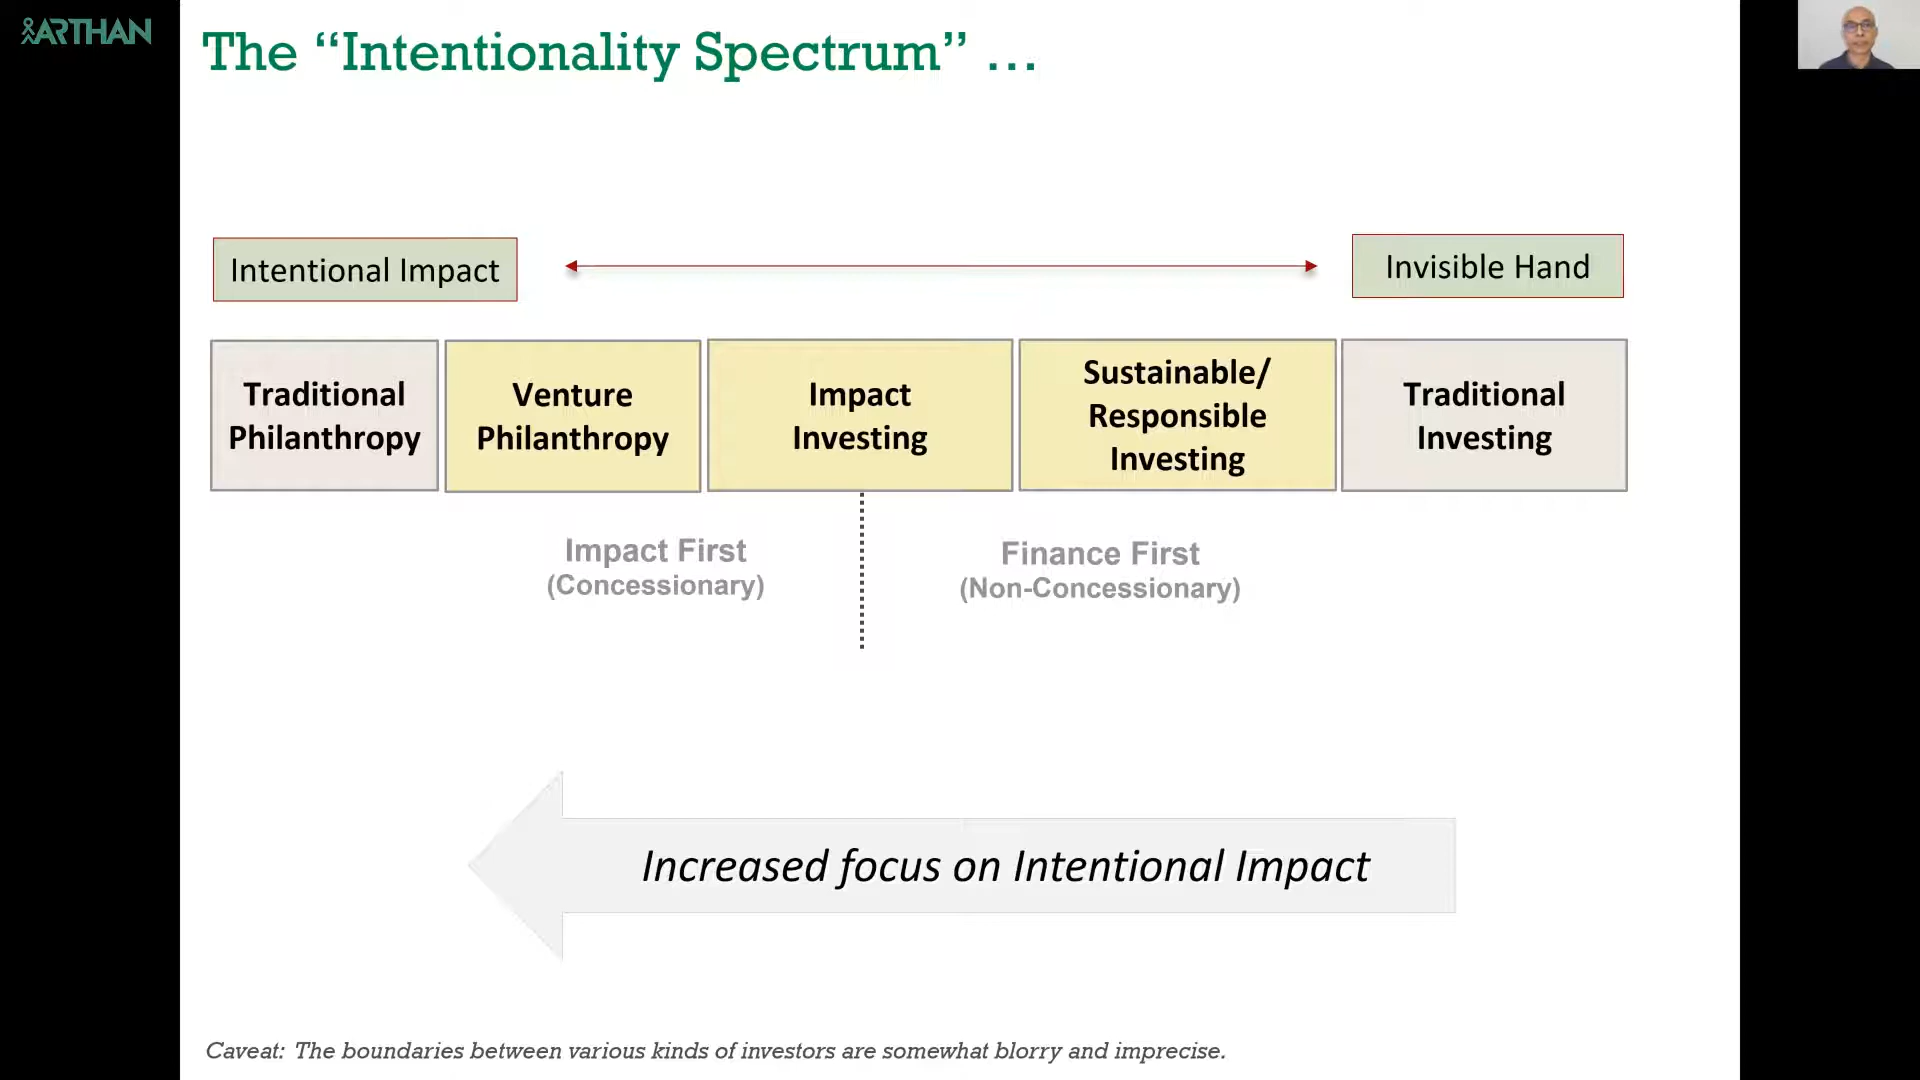 ARTHAN
The “Intentionality Spectrum” ...
Intentional Impact
Invisible Hand
Traditional
Philanthropy
Venture
Philanthropy
Impact
Investing
Sustainable/
Responsible
Investing
Traditional
Investing
Impact First
(Concessionary)
Finance First
(Non-Concessionary)
Increased focus on Intentional Impact
Caveat: The boundaries between various kinds of investors are somewhat blorry and imprecise.